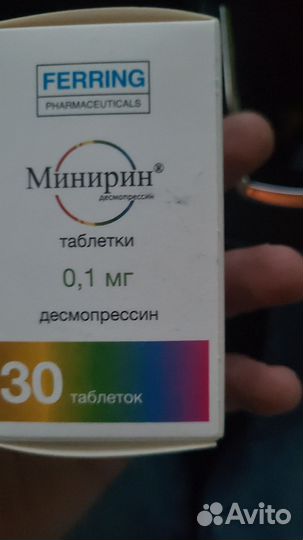 FERRING
PHARMACEUTICALS
Минирин®
десмопрессин
таблетки
0,1 мг
десмопрессин
30 таблеток
Avito